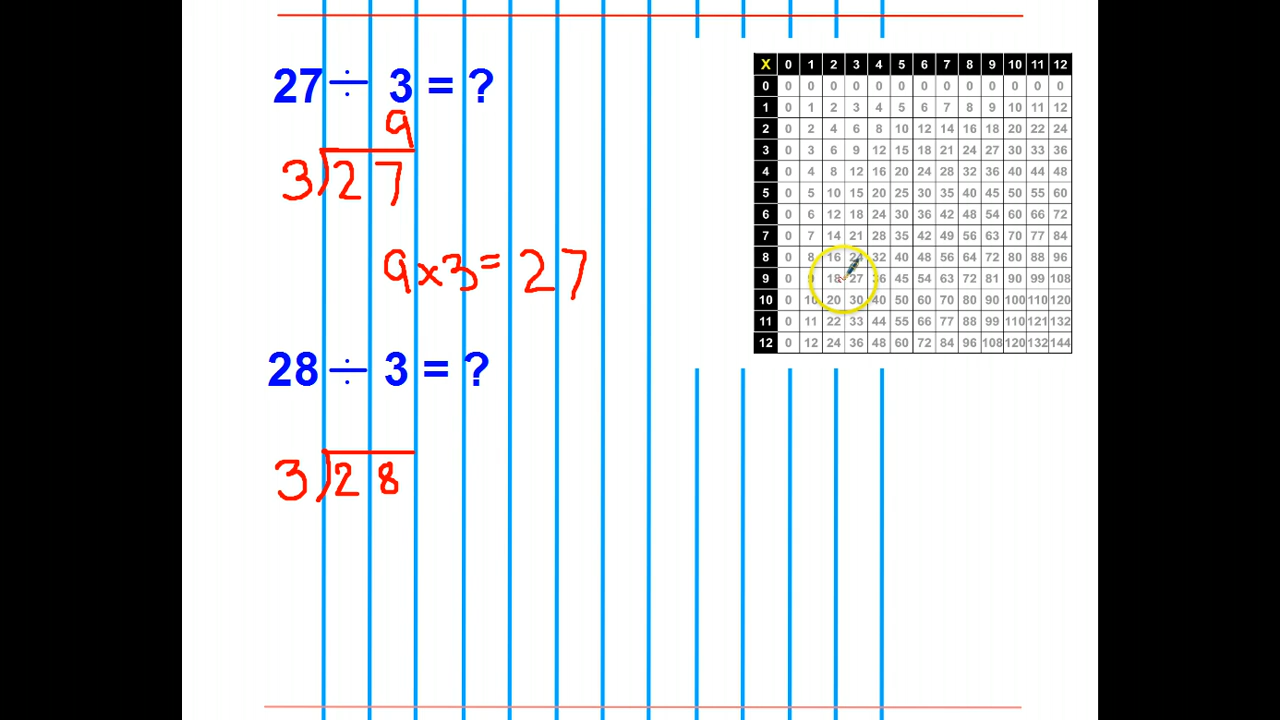 27 ÷ 3 = ?
9
3)27
9x3=27
28 ÷ 3 = ?
3)28
X 0 1 2 3 4 5 6 7 8 9 10 11 12
0 0 0 0 0 0 0 0 0 0 0 0 0 0
1 0 1 2 3 4 5 6 7 8 9 10 11 12
2 0 2 4 6 8 10 12 14 16 18 20 22 24
3 0 3 6 9 12 15 18 21 24 27 30 33 36
4 0 4 8 12 16 20 24 28 32 36 40 44 48
5 0 5 10 15 20 25 30 35 40 45 50 55 60
6 0 6 12 18 24 30 36 42 48 54 60 66 72
7 0 7 14 21 28 35 42 49 56 63 70 77 84
8 0 8 16 24 32 40 48 56 64 72 80 88 96
9 0 9 18 27 36 45 54 63 72 81 90 99 108
10 0 10 20 30 40 50 60 70 80 90 100 110 120
11 0 11 22 33 44 55 66 77 88 99 110 121 132
12 0 12 24 36 48 60 72 84 96 108 120 132 144